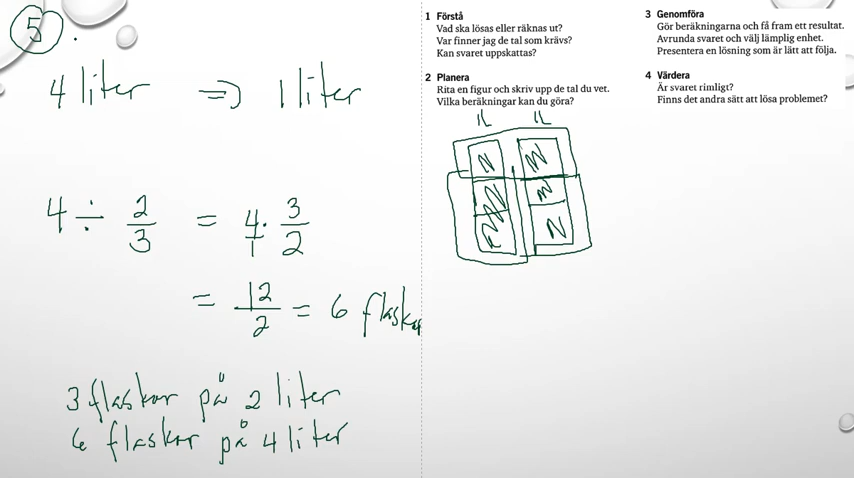 5.
4 liter => 1 liter
4 ÷ 2/3 = 4/1 · 3/2
= 12/2 = 6 flaskor
3 flaskor på 2 liter
6 flaskor på 4 liter
1 Förstå
Vad ska lösas eller räknas ut?
Var finner jag de tal som krävs?
Kan svaret uppskattas?
2 Planera
Rita en figur och skriv upp de tal du vet.
Vilka beräkningar kan du göra?
1L 1L
3 Genomföra
Gör beräkningarna och få fram ett resultat.
Avrunda svaret och välj lämplig enhet.
Presentera en lösning som är lätt att följa.
4 Värdera
Är svaret rimligt?
Finns det andra sätt att lösa problemet?